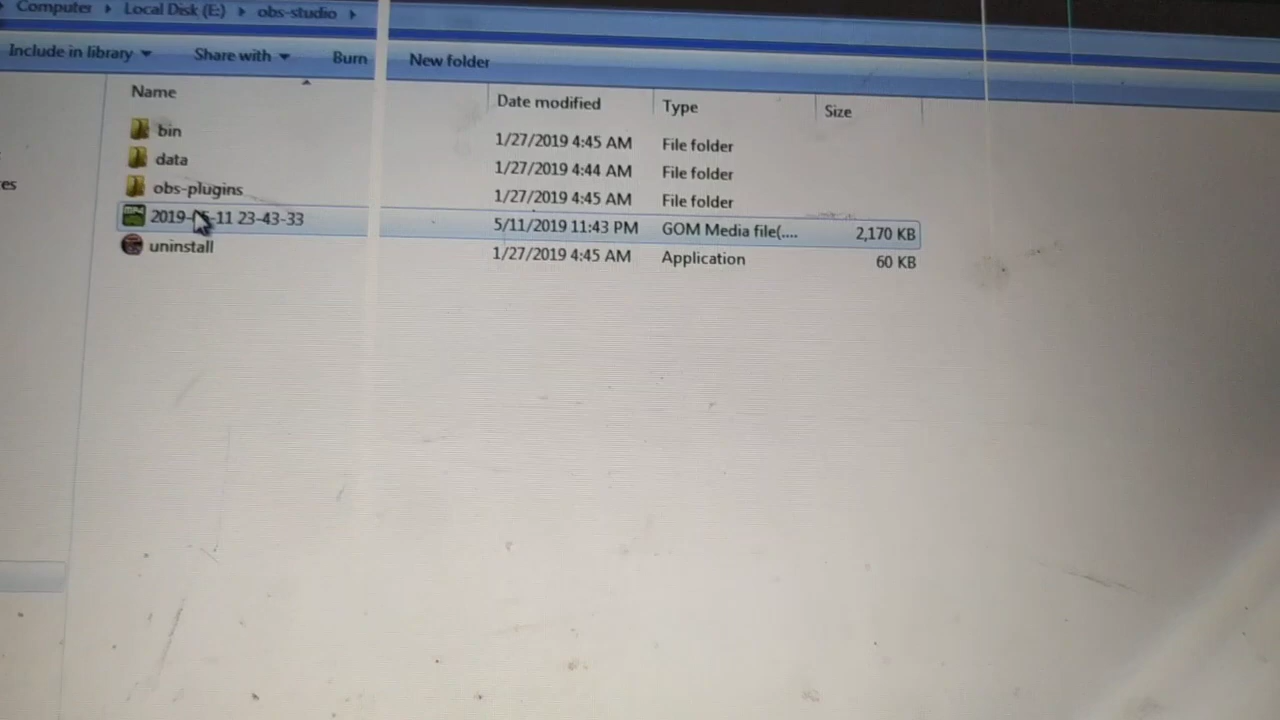 Computer Local Disk (E:) obs-studio
Include in library Share with Burn New folder
Name Date modified Type Size
bin 1/27/2019 4:45 AM File folder
data 1/27/2019 4:44 AM File folder
obs-plugins 1/27/2019 4:45 AM File folder
23-43-33 5/11/2019 11:43 PM GOM Media file(.... 2,170 KB
uninstall 1/27/2019 4:45 AM Application 60 KB